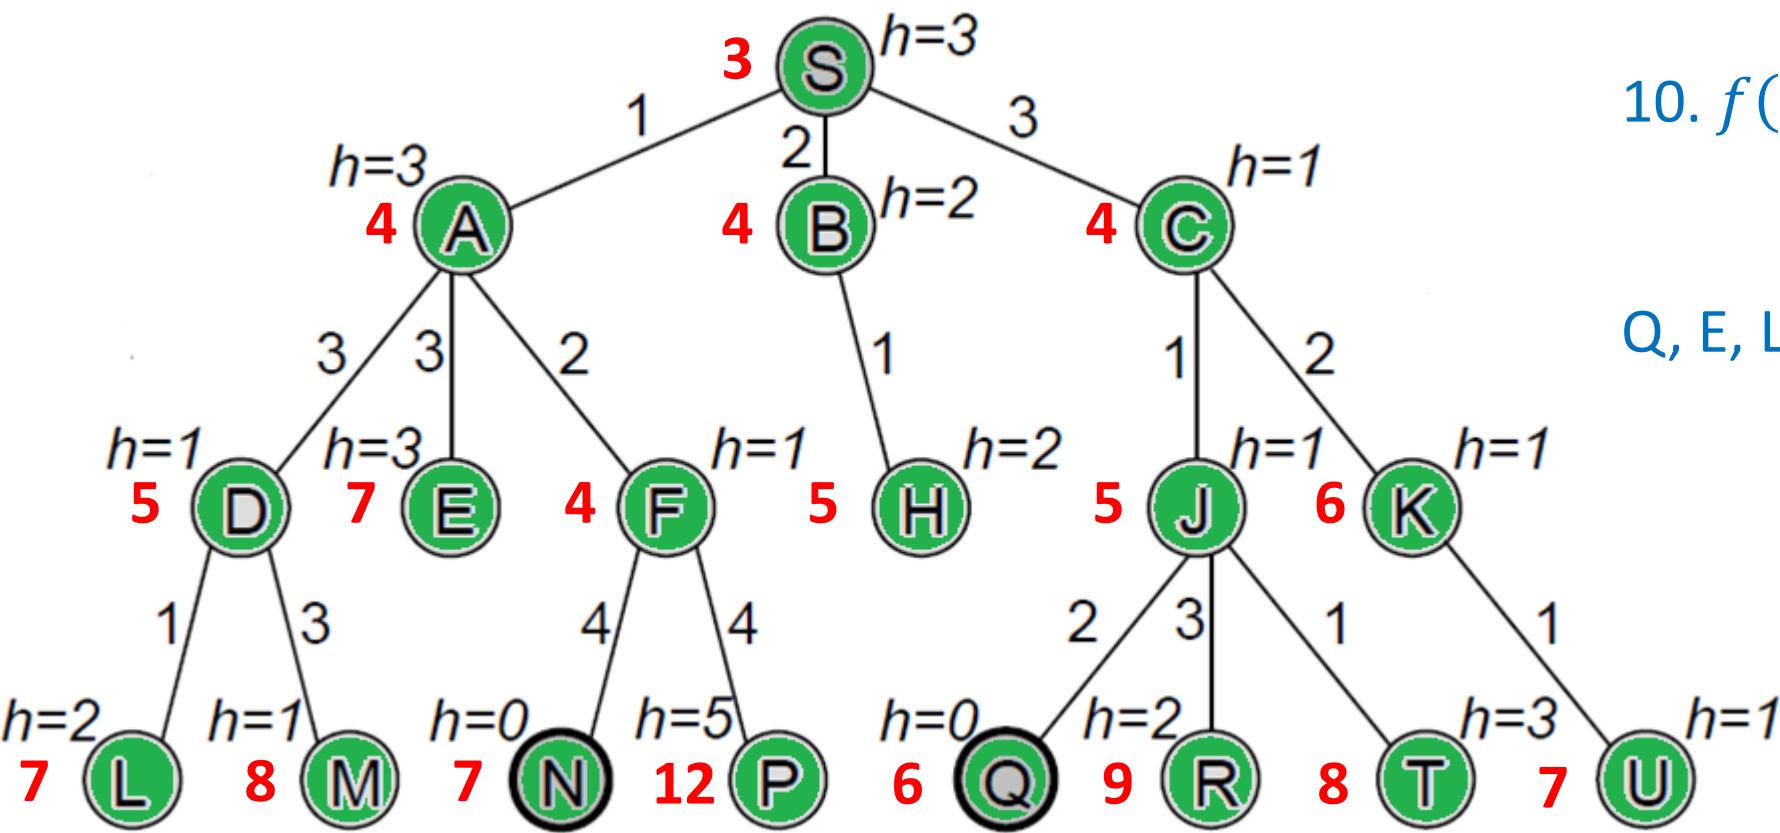 3 S h=3
1 2 3
10. f(
h=3 h=1
4 A 4 B h=2 4 C
3 3 2 1 1 2
Q, E, L
h=1 h=3 h=1 h=2 h=1 h=1
5 D 7 E 4 F 5 H 5 J 6 K
1 3 4 4 2 3 1 1
h=2 h=1 h=0 h=5 h=0 h=2 h=3 h=1
7 L 8 M 7 N 12 P 6 Q 9 R 8 T 7 U